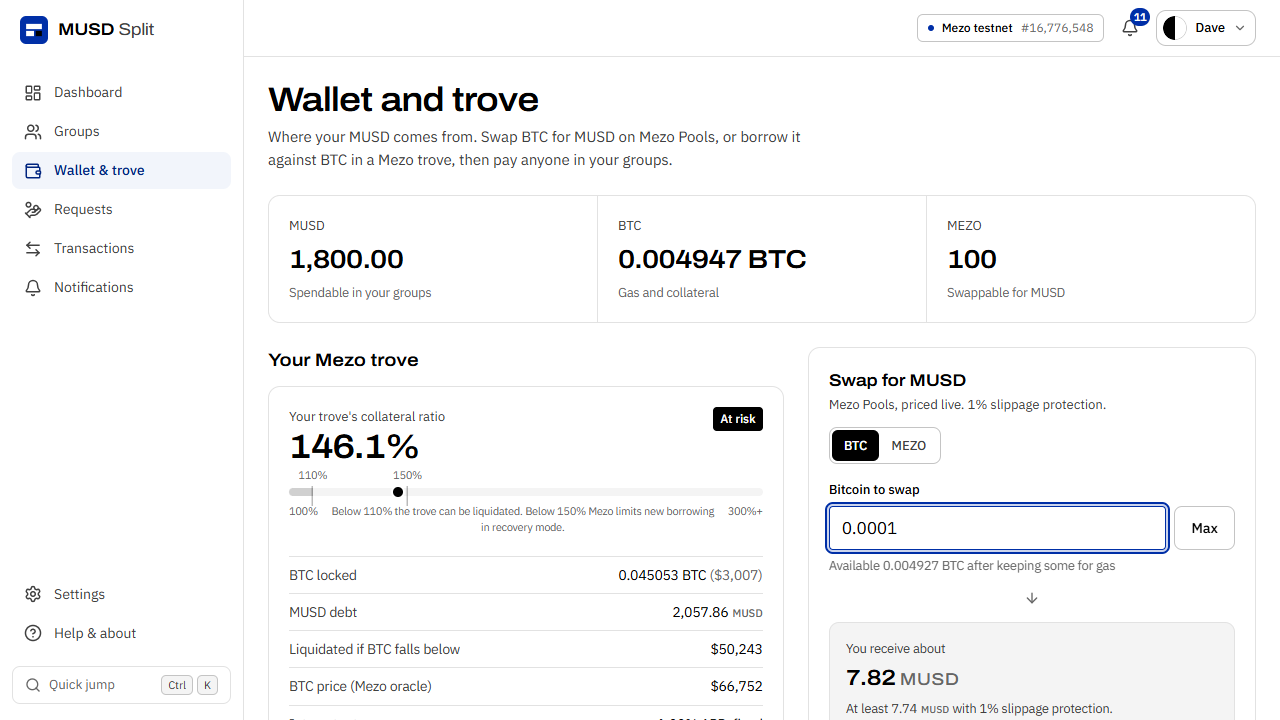 MUSD Split
Mezo testnet #16,776,548
11
Dave
Dashboard
Groups
Wallet & trove
Requests
Transactions
Notifications
Settings
Help & about
Quick jump Ctrl K
Wallet and trove
Where your MUSD comes from. Swap BTC for MUSD on Mezo Pools, or borrow it
against BTC in a Mezo trove, then pay anyone in your groups.
MUSD
1,800.00
Spendable in your groups
BTC
0.004947 BTC
Gas and collateral
MEZO
100
Swappable for MUSD
Your Mezo trove
Your trove's collateral ratio
At risk
146.1%
110% 150%
100% Below 110% the trove can be liquidated. Below 150% Mezo limits new borrowing 300%+
in recovery mode.
BTC locked 0.045053 BTC ($3,007)
MUSD debt 2,057.86 MUSD
Liquidated if BTC falls below $50,243
BTC price (Mezo oracle) $66,752
Swap for MUSD
Mezo Pools, priced live. 1% slippage protection.
BTC MEZO
Bitcoin to swap
0.0001 Max
Available 0.004927 BTC after keeping some for gas
You receive about
7.82 MUSD
At least 7.74 MUSD with 1% slippage protection.